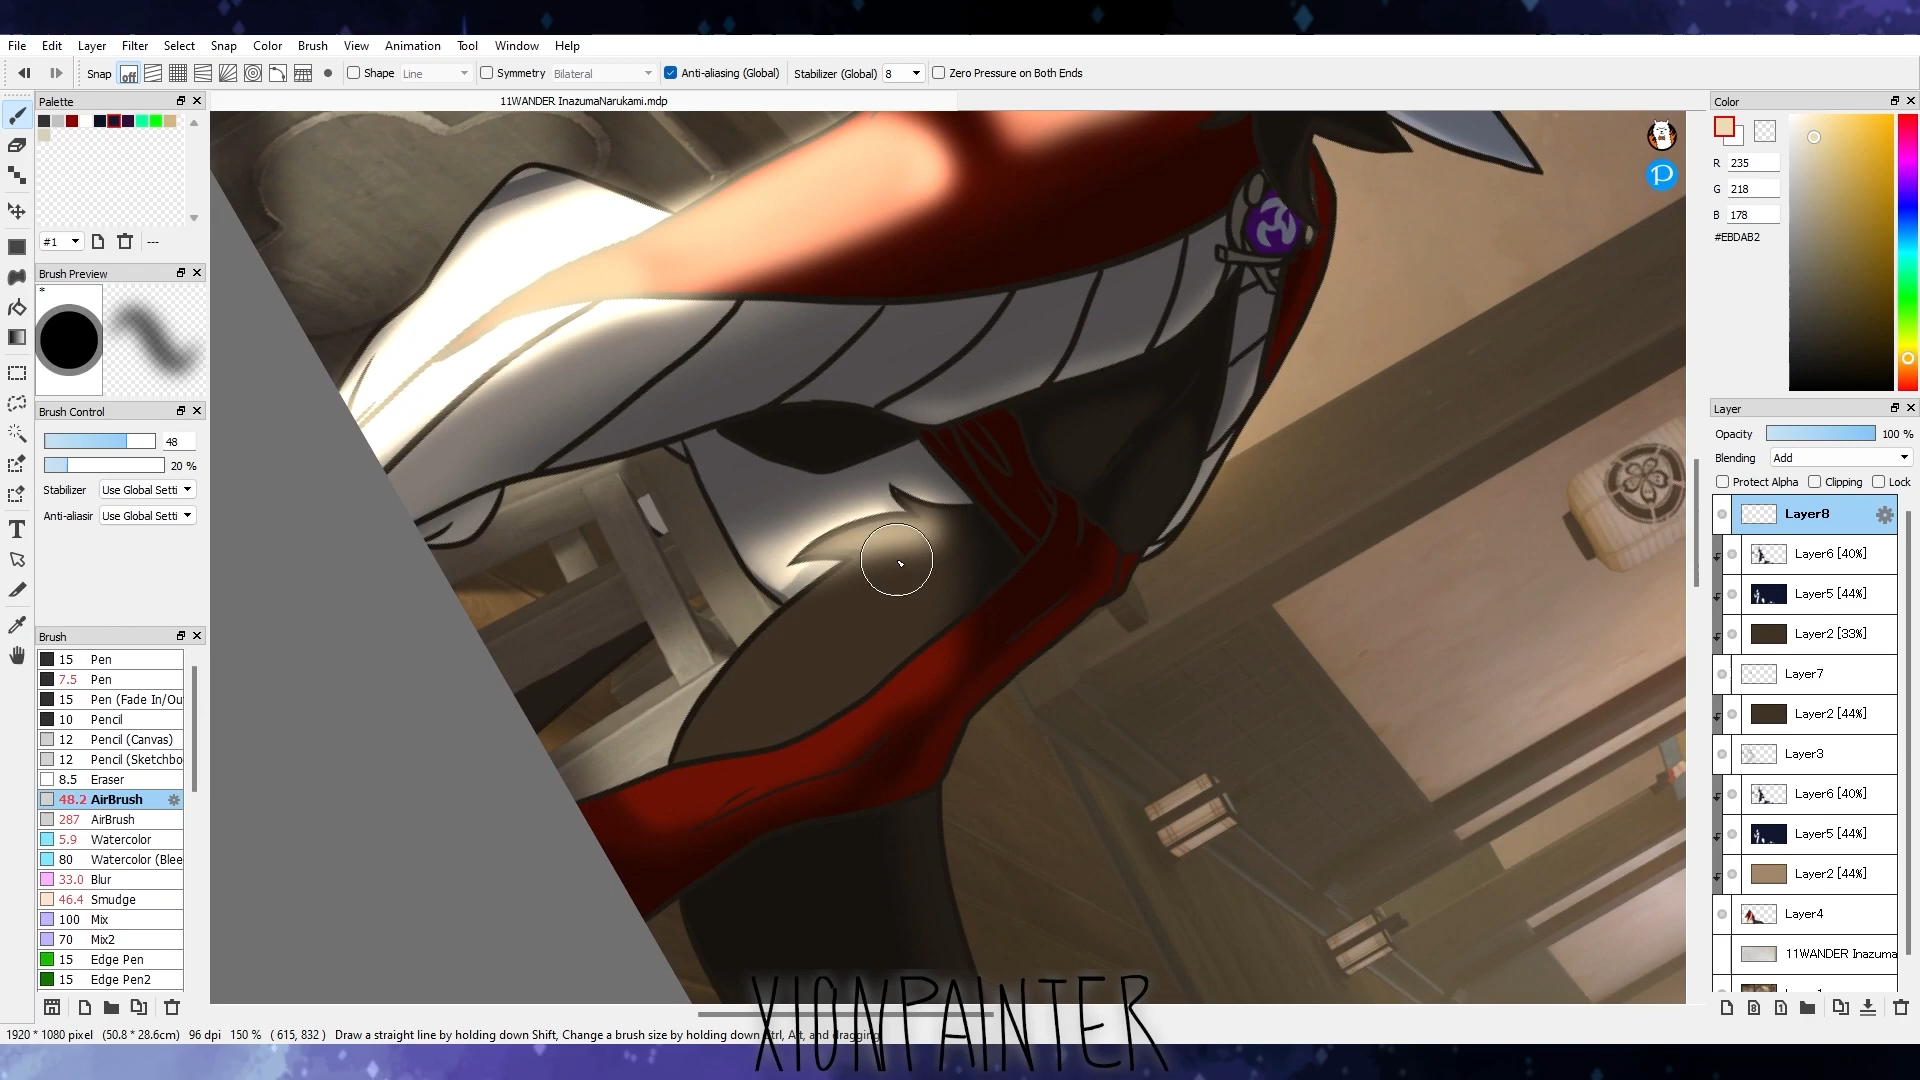 File Edit Layer Filter Select Snap Color Brush View Animation Tool Window Help
Snap off Shape Line Symmetry Bilateral Anti-aliasing (Global) Stabilizer (Global) 8 Zero Pressure on Both Ends
Palette
#1
---
Brush Preview
*
Brush Control
48
20 %
Stabilizer Use Global Setti
Anti-aliasir Use Global Setti
Brush
15 Pen
7.5 Pen
15 Pen (Fade In/Ou
10 Pencil
12 Pencil (Canvas)
12 Pencil (Sketchbo
8.5 Eraser
48.2 AirBrush
287 AirBrush
5.9 Watercolor
80 Watercolor (Blee
33.0 Blur
46.4 Smudge
100 Mix
70 Mix2
15 Edge Pen
15 Edge Pen2
11WANDER InazumaNarukami.mdp
P
XIONPAINTER
Color
R 235
G 218
B 178
#EBDAB2
Layer
Opacity 100 %
Blending Add
Protect Alpha Clipping Lock
Layer8
Layer6 [40%]
Layer5 [44%]
Layer2 [33%]
Layer7
Layer2 [44%]
Layer3
Layer6 [40%]
Layer5 [44%]
Layer2 [44%]
Layer4
11WANDER Inazuma
8 1
1920 * 1080 pixel (50.8 * 28.6cm) 96 dpi 150 % ( 615, 832 ) Draw a straight line by holding down Shift, Change a brush size by holding down Ctrl, Alt, and dragging